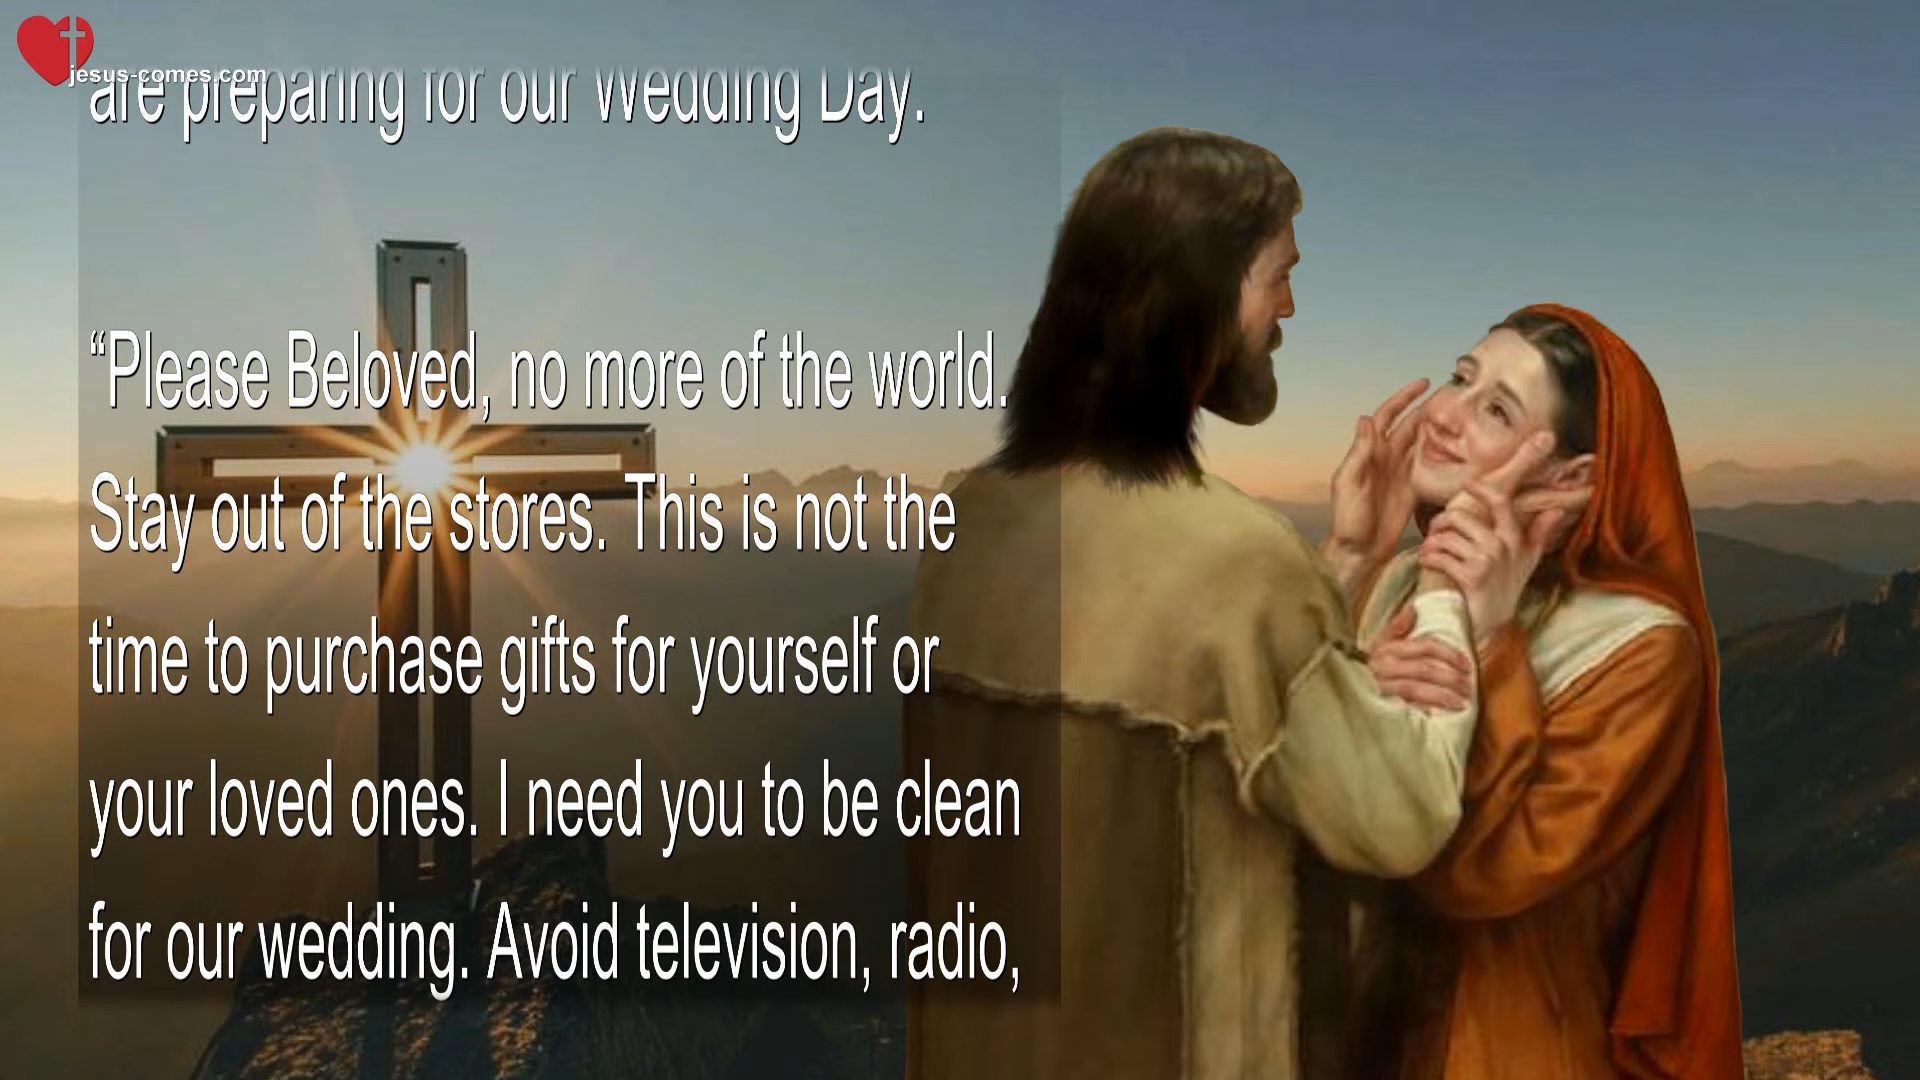 jesus-comes.com
are preparing for our Wedding Day.
“Please Beloved, no more of the world.
Stay out of the stores. This is not the
time to purchase gifts for yourself or
your loved ones. I need you to be clean
for our wedding. Avoid television, radio,